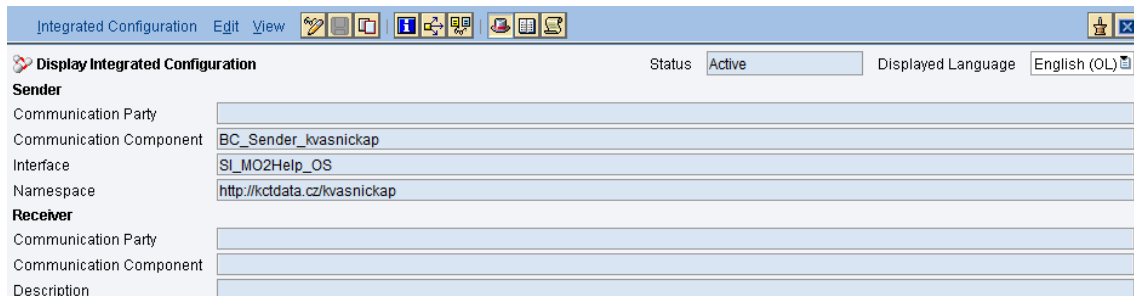 Integrated Configuration Edit View
Display Integrated Configuration Status Active Displayed Language English (OL)
Sender
Communication Party
Communication Component BC_Sender_kvasnickap
Interface SI_MO2Help_OS
Namespace http://kctdata.cz/kvasnickap
Receiver
Communication Party
Communication Component
Description